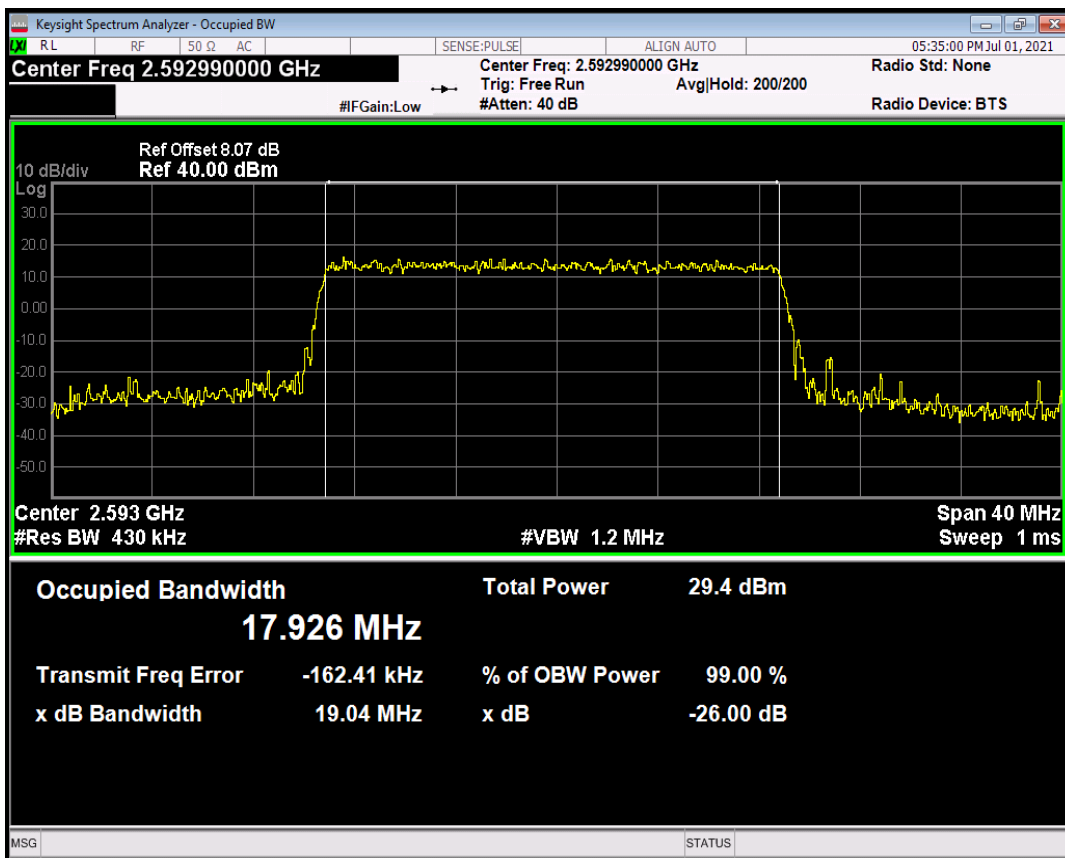 Keysight Spectrum Analyzer - Occupied BW
LXI RL RF 50 Ω AC SENSE:PULSE ALIGN AUTO 05:35:00 PM Jul 01, 2021
Center Freq 2.592990000 GHz Center Freq: 2.592990000 GHz Radio Std: None
Trig: Free Run Avg|Hold: 200/200
#IFGain:Low #Atten: 40 dB Radio Device: BTS
Ref Offset 8.07 dB
10 dB/div Ref 40.00 dBm
Log
30.0
20.0
10.0
0.00
-10.0
-20.0
-30.0
-40.0
-50.0
Center 2.593 GHz Span 40 MHz
#Res BW 430 kHz #VBW 1.2 MHz Sweep 1 ms
Occupied Bandwidth Total Power 29.4 dBm
17.926 MHz
Transmit Freq Error -162.41 kHz % of OBW Power 99.00 %
x dB Bandwidth 19.04 MHz x dB -26.00 dB
MSG STATUS